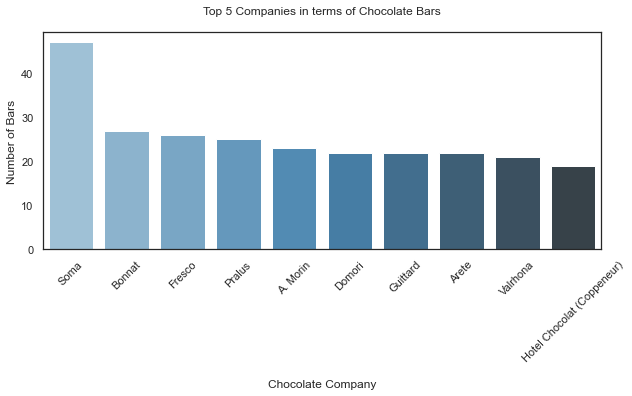 Top 5 Companies in terms of Chocolate Bars
Number of Bars
40
30
20
10
0
Soma
Bonnat
Fresco
Pralus
A. Morin
Domori
Guittard
Arete
Valrhona
Hotel Chocolat (Coppeneur)
Chocolate Company